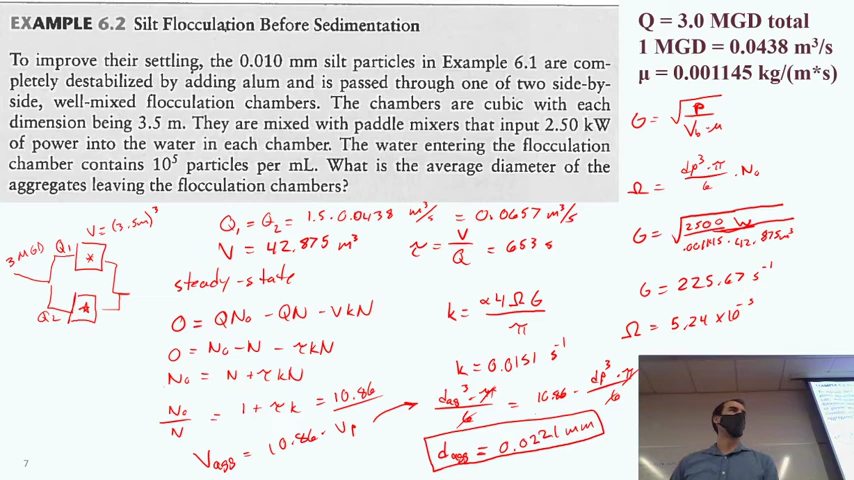 EXAMPLE 6.2 Silt Flocculation Before Sedimentation
To improve their settling, the 0.010 mm silt particles in Example 6.1 are com-
pletely destabilized by adding alum and is passed through one of two side-by-
side, well-mixed flocculation chambers. The chambers are cubic with each
dimension being 3.5 m. They are mixed with paddle mixers that input 2.50 kW
of power into the water in each chamber. The water entering the flocculation
chamber contains 10⁵ particles per mL. What is the average diameter of the
aggregates leaving the flocculation chambers?
Q = 3.0 MGD total
1 MGD = 0.0438 m³/s
μ = 0.001145 kg/(m*s)
G = √(P / (V_b · μ))
Ω = (dp³ · π / 6) · N₀
G = √(2500 W / (.001145 · 42.875 m³))
G = 225.67 s⁻¹
Ω = 5.24 × 10⁻⁵
3 MGD
Q1
V = (3.5m)³
Q2
Q₁ = Q₂ = 1.5 · 0.0438 m³/s = 0.0657 m³/s
V = 42.875 m³
τ = V/Q = 653 s
steady-state
0 = QN₀ - QN - VkN
0 = N₀ - N - τkN
N₀ = N + τkN
N₀/N = 1 + τk = 10.86
Vagg = 10.86 · Vp
k = α4ΩG / π
k = 0.0151 s⁻¹
dag³ · π / 6 = 10.86 · dp³ · π / 6
dagg = 0.0221 mm
7